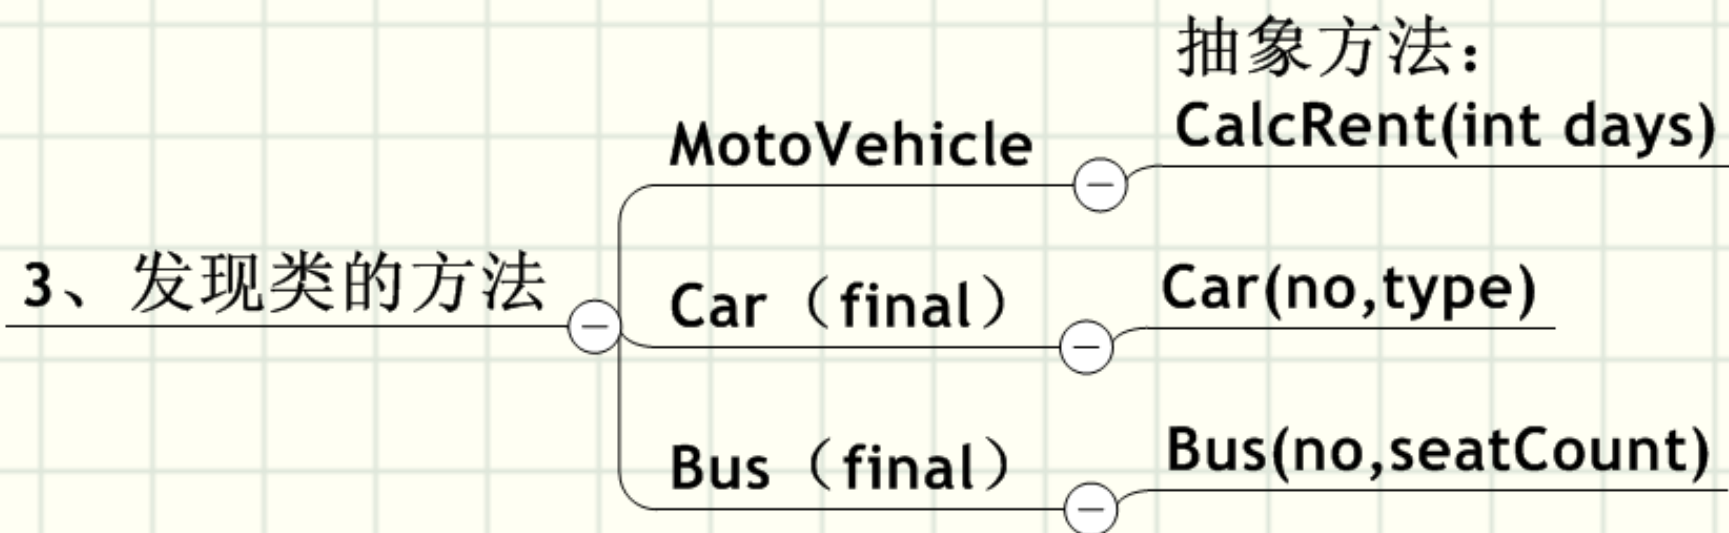 抽象方法：
CalcRent(int days)
MotoVehicle
3、发现类的方法
Car（final）
Car(no,type)
Bus（final）
Bus(no,seatCount)